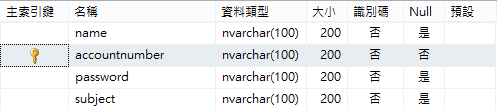 主索引鍵 名稱 資料類型 大小 識別碼 Null 預設
name nvarchar(100) 200 否 是
accountnumber nvarchar(100) 200 否 否
password nvarchar(100) 200 否 是
subject nvarchar(100) 200 否 是